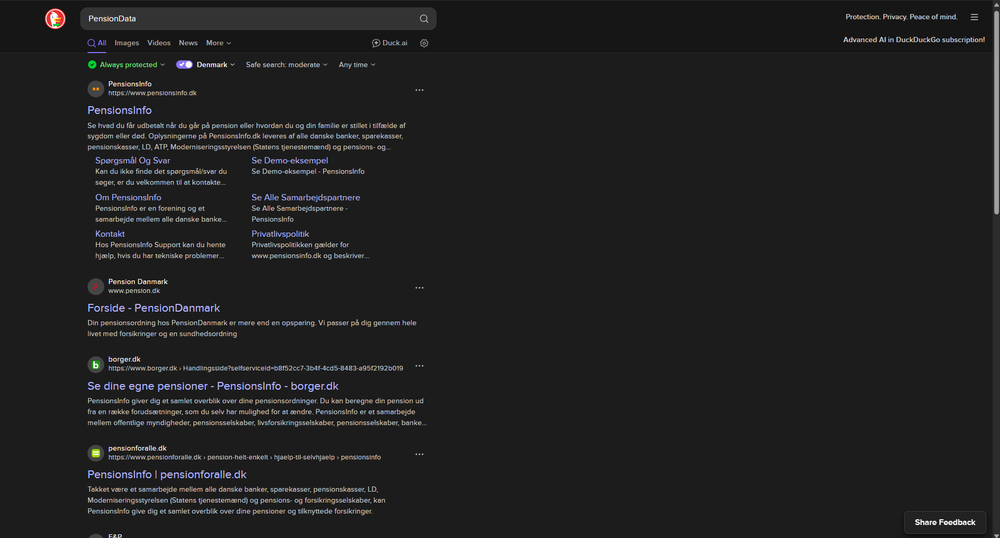 PensionData
Protection. Privacy. Peace of mind.
All Images Videos News More Duck.ai
Advanced AI in DuckDuckGo subscription!
Always protected Denmark Safe search: moderate Any time
PensionsInfo
https://www.pensionsinfo.dk
PensionsInfo
Se hvad du får udbetalt når du går på pension eller hvordan du og din familie er stillet i tilfælde af
sygdom eller død. Oplysningerne på PensionsInfo.dk leveres af alle danske banker, sparekasser,
pensionskasser, LD, ATP, Moderniseringsstyrelsen (Statens tjenestemænd) og pensions- og...
Spørgsmål Og Svar
Kan du ikke finde det spørgsmål/svar du
søger, er du velkommen til at kontakte...
Se Demo-eksempel
Se Demo-eksempel - PensionsInfo
Om PensionsInfo
PensionsInfo er en forening og et
samarbejde mellem alle danske banke...
Se Alle Samarbejdspartnere
Se Alle Samarbejdspartnere -
PensionsInfo
Kontakt
Hos PensionsInfo Support kan du hente
hjælp, hvis du har tekniske problemer...
Privatlivspolitik
Privatlivspolitikken gælder for
www.pensionsinfo.dk og beskriver...
Pension Danmark
www.pension.dk
Forside - PensionDanmark
Din pensionsordning hos PensionDanmark er mere end en opsparing. Vi passer på dig gennem hele
livet med forsikringer og en sundhedsordning
borger.dk
https://www.borger.dk › Handlingsside?selfserviceId=b8f52cc7-3b4f-4cd5-8483-a95f2192b019
Se dine egne pensioner - PensionsInfo - borger.dk
PensionsInfo giver dig et samlet overblik over dine pensionsordninger. Du kan beregne din pension ud
fra en række forudsætninger, som du selv har mulighed for at ændre. PensionsInfo er et samarbejde
mellem offentlige myndigheder, pensionsselskaber, livsforsikringsselskaber, pensionsselskaber, banke...
pensionforalle.dk
https://www.pensionforalle.dk › pension-helt-enkelt › hjaelp-til-selvhjaelp › pensionsinfo
PensionsInfo | pensionforalle.dk
Takket være et samarbejde mellem alle danske banker, sparekasser, pensionskasser, LD,
Moderniseringsstyrelsen (Statens tjenestemænd) og pensions- og forsikringsselskaber, kan
PensionsInfo give dig et samlet overblik over dine pensioner og tilknyttede forsikringer.
Share Feedback
F&P